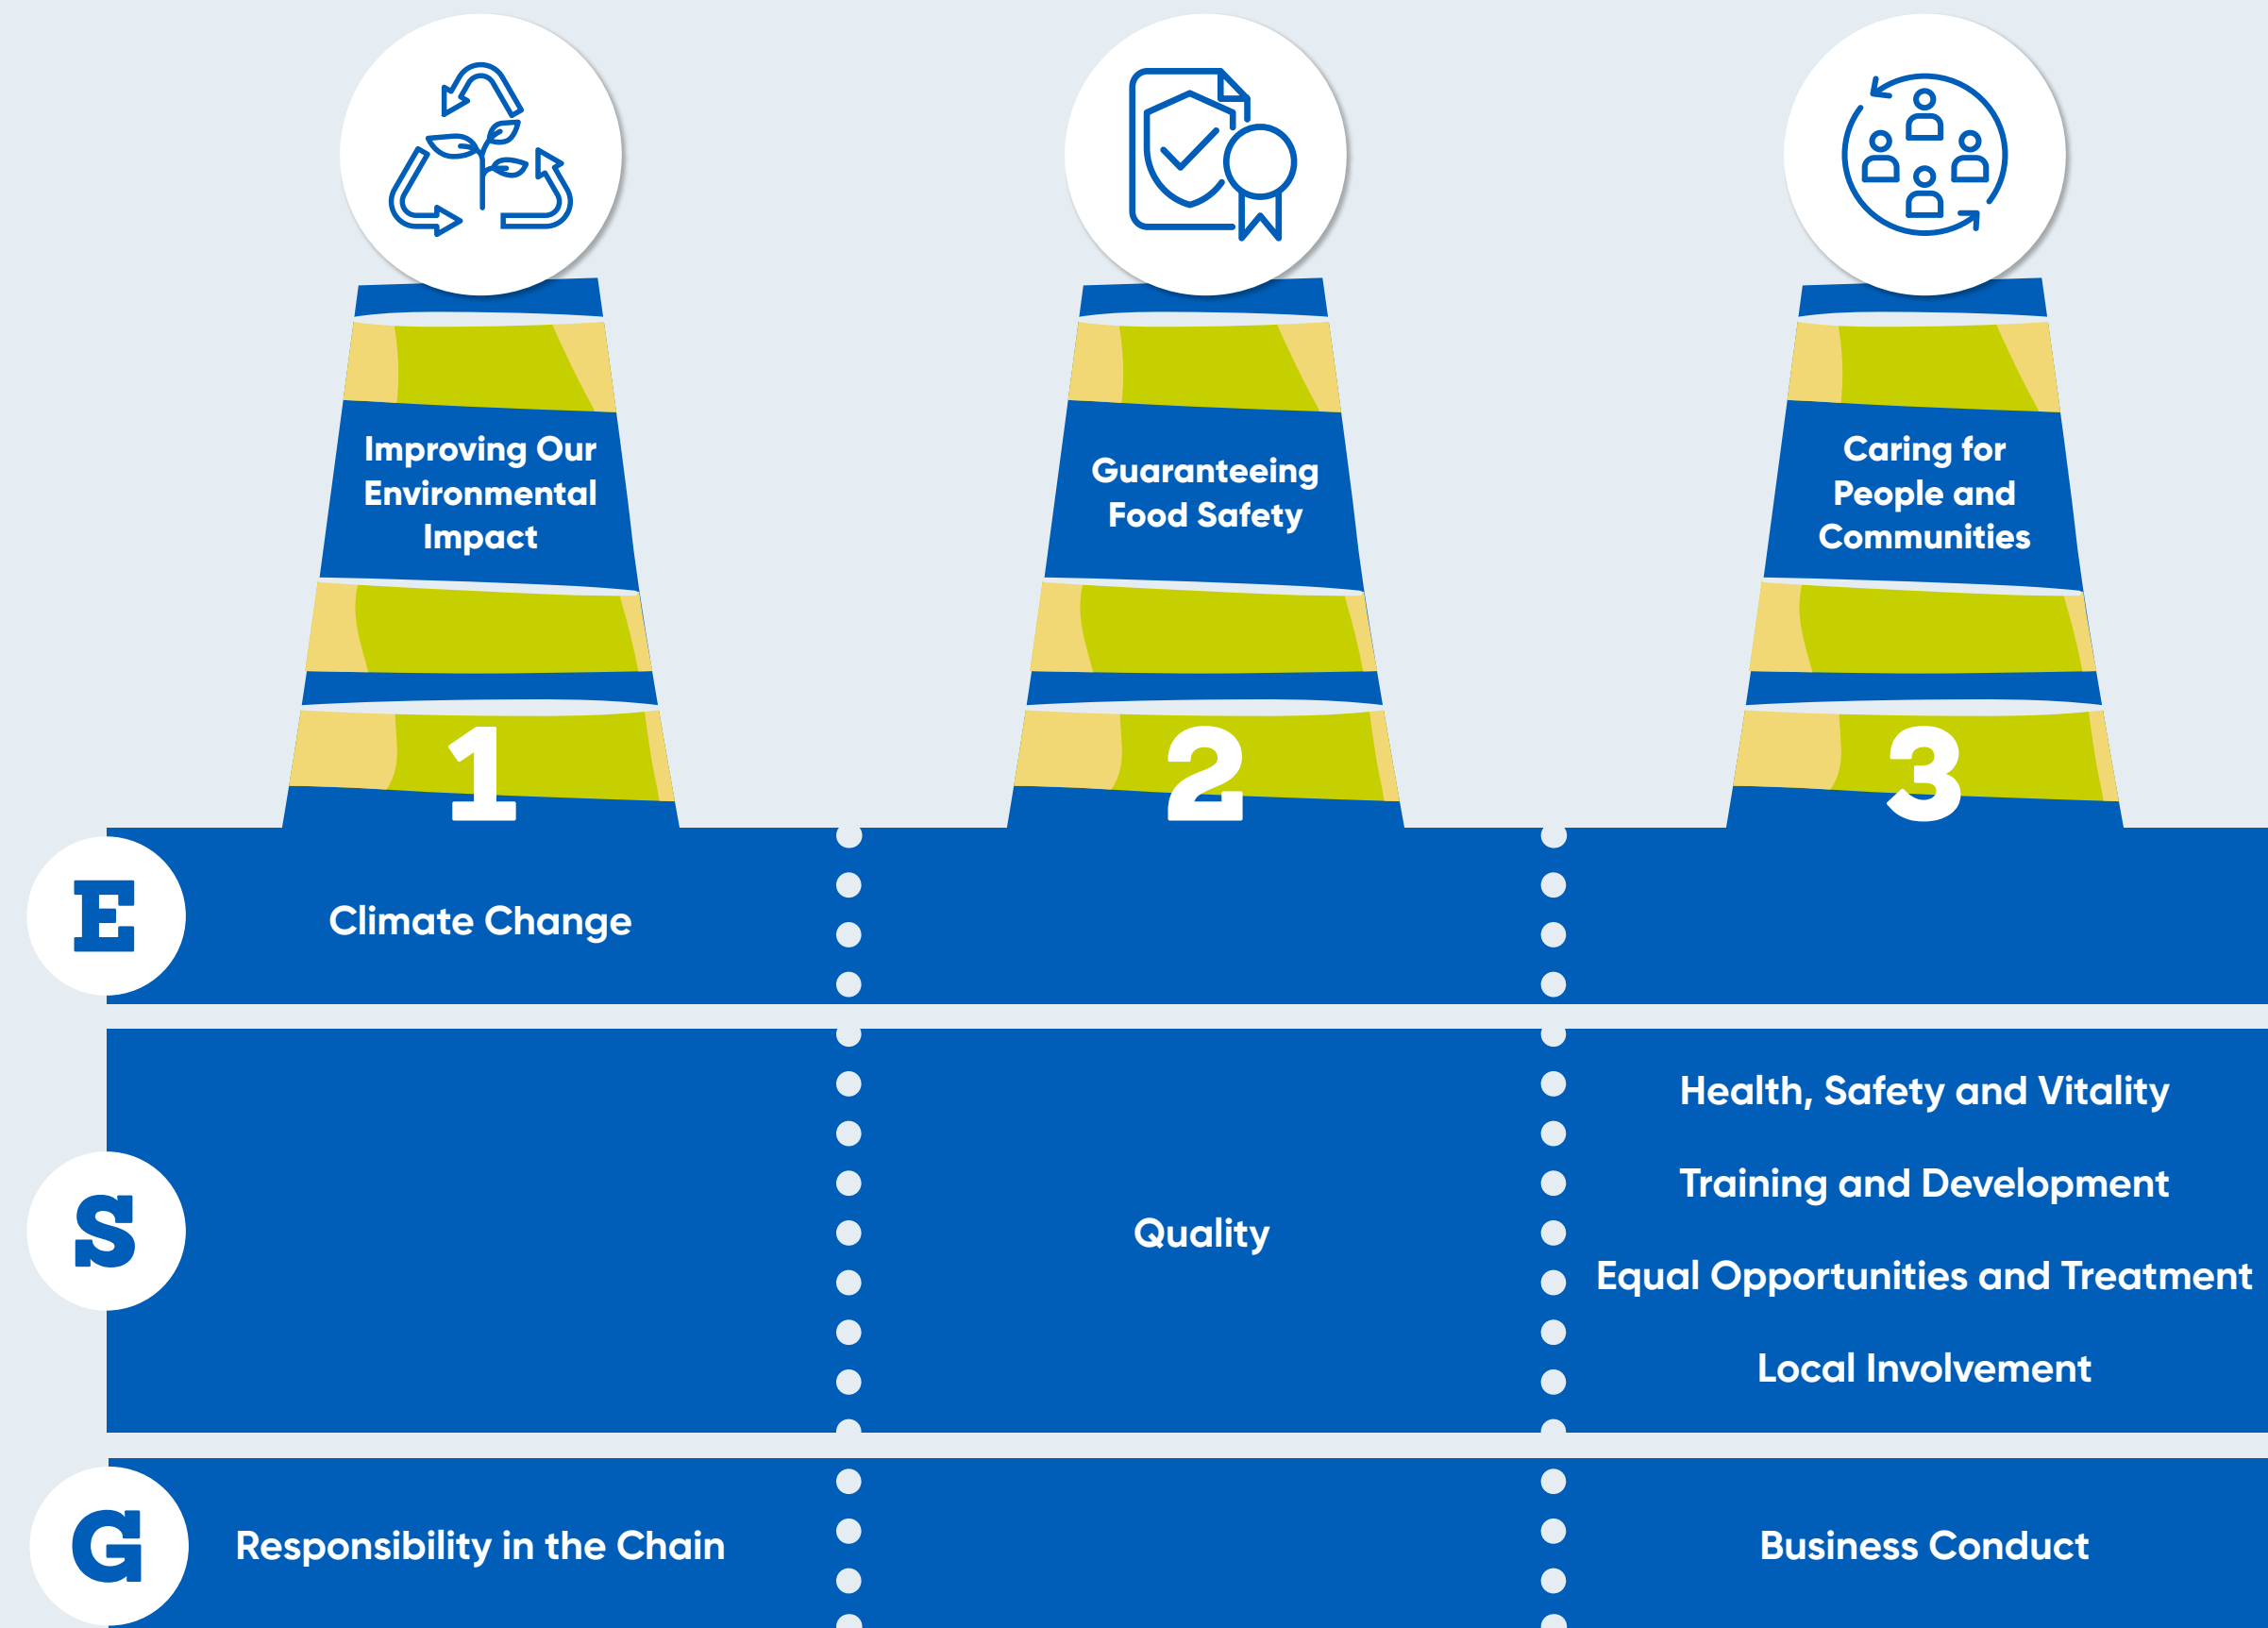 Improving Our
Environmental
Impact
1
Guaranteeing
Food Safety
2
Caring for
People and
Communities
3
E
Climate Change
S
Quality
Health, Safety and Vitality
Training and Development
Equal Opportunities and Treatment
Local Involvement
G
Responsibility in the Chain
Business Conduct